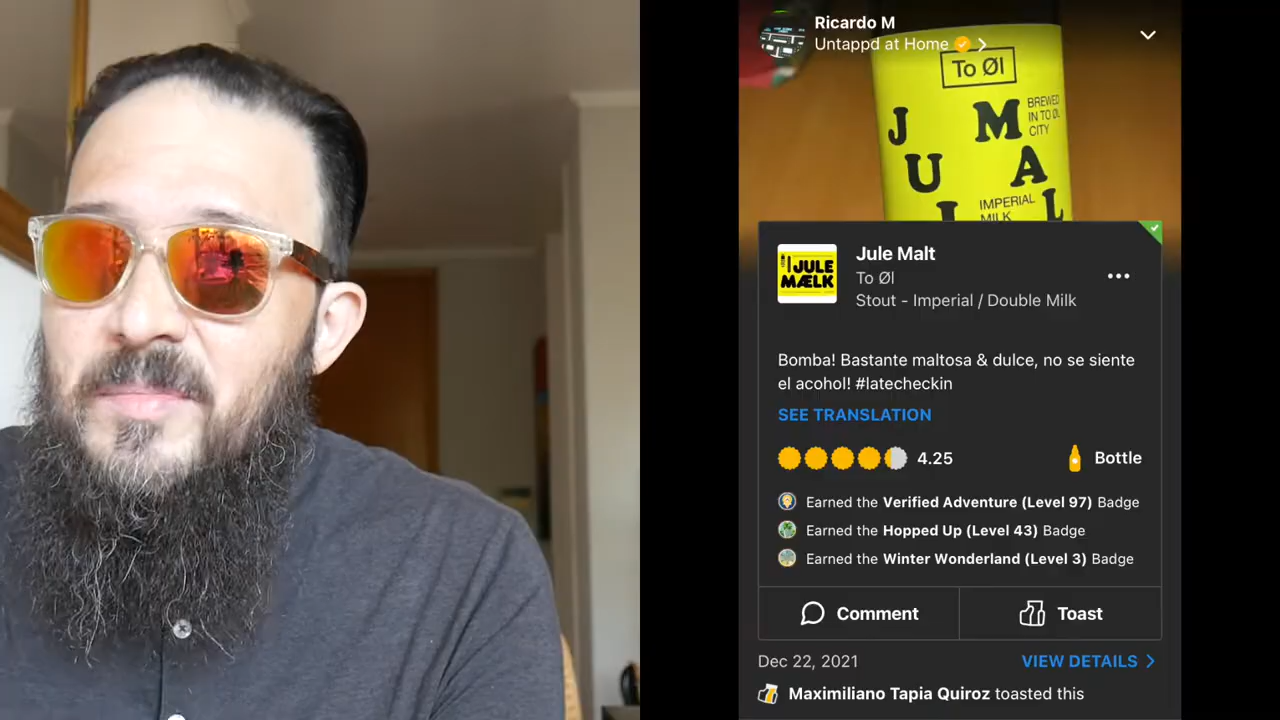 Ricardo M
Untappd at Home
To Øl
J M
BREWED
IN TO ØL
CITY
U A
IMPERIAL
L L
MILK
JULE
MÆLK
Jule Malt
To Øl
Stout - Imperial / Double Milk
Bomba! Bastante maltosa & dulce, no se siente
el acohol! #latecheckin
SEE TRANSLATION
4.25
Bottle
Earned the Verified Adventure (Level 97) Badge
Earned the Hopped Up (Level 43) Badge
Earned the Winter Wonderland (Level 3) Badge
Comment
Toast
Dec 22, 2021
VIEW DETAILS
Maximiliano Tapia Quiroz toasted this